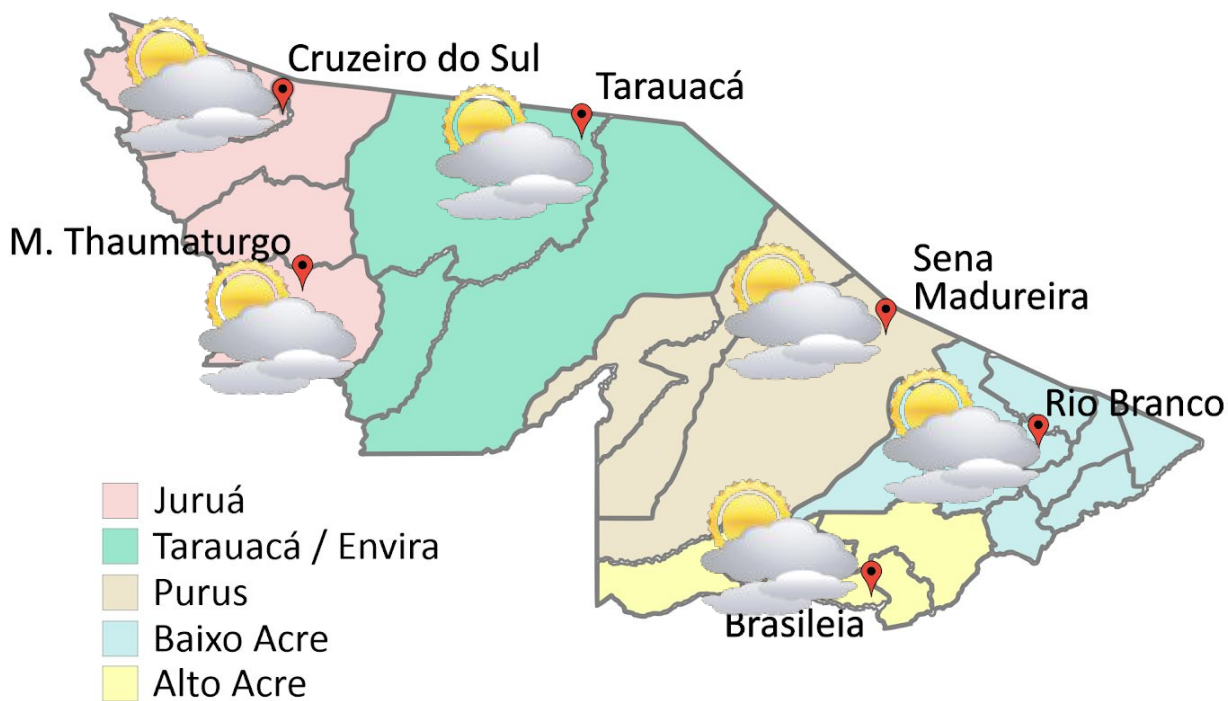 Cruzeiro do Sul
Tarauacá
M. Thaumaturgo
Sena
Madureira
Rio Branco
Brasileia
Juruá
Tarauacá / Envira
Purus
Baixo Acre
Alto Acre